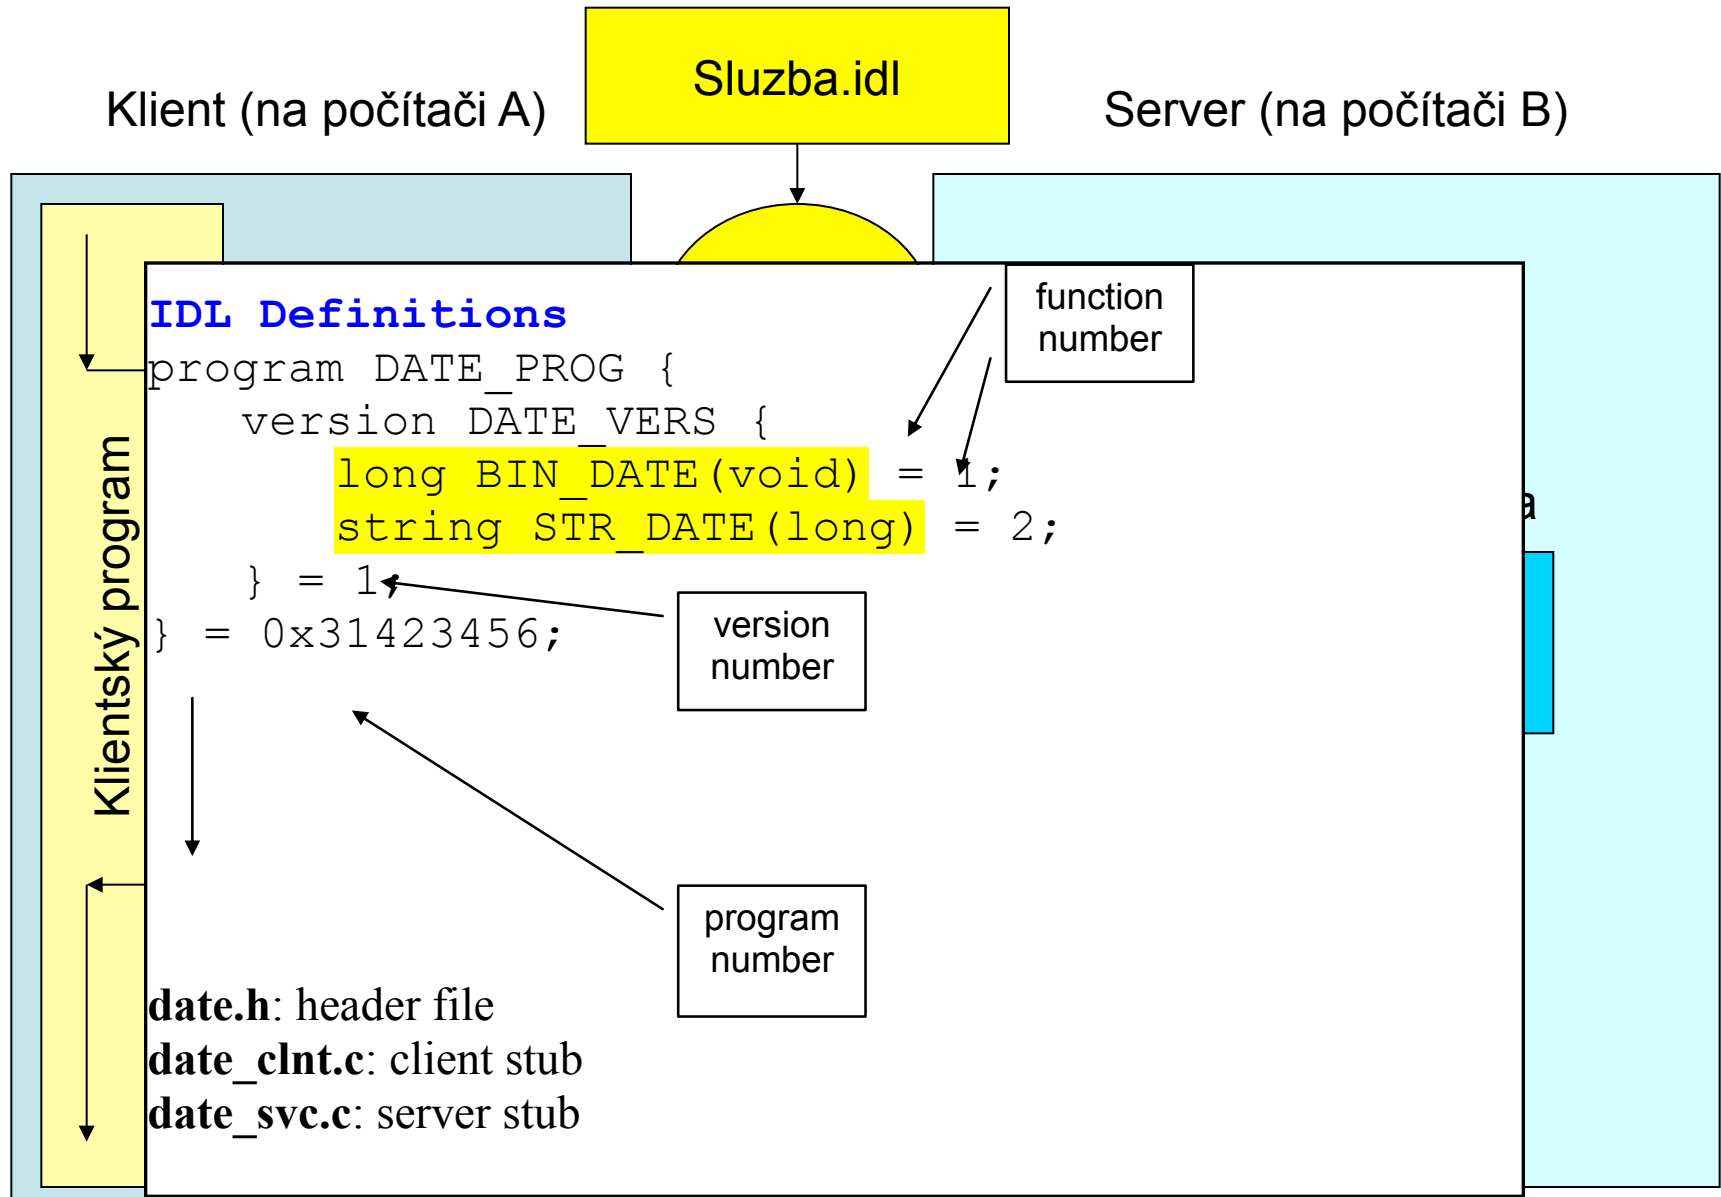 Sluzba.idl
Klient (na počítači A)
Server (na počítači B)
Klientský program
IDL Definitions
program DATE_PROG {
version DATE_VERS {
long BIN_DATE(void) = 1;
string STR_DATE(long) = 2;
} = 1;
} = 0x31423456;
function
number
version
number
program
number
date.h: header file
date_clnt.c: client stub
date_svc.c: server stub
a